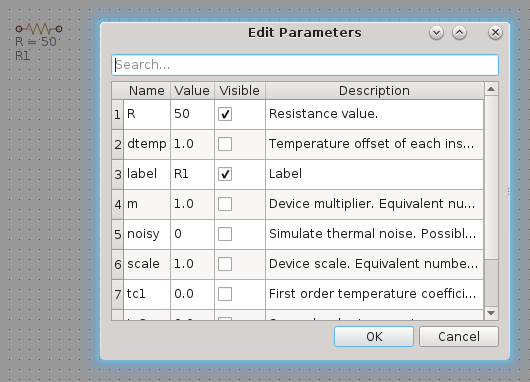 R = 50
R1
Edit Parameters
Search...
Name Value Visible Description
1 R 50 Resistance value.
2 dtemp 1.0 Temperature offset of each ins...
3 label R1 Label
4 m 1.0 Device multiplier. Equivalent nu...
5 noisy 0 Simulate thermal noise. Possibl...
6 scale 1.0 Device scale. Equivalent numbe...
7 tc1 0.0 First order temperature coeffici...
OK Cancel